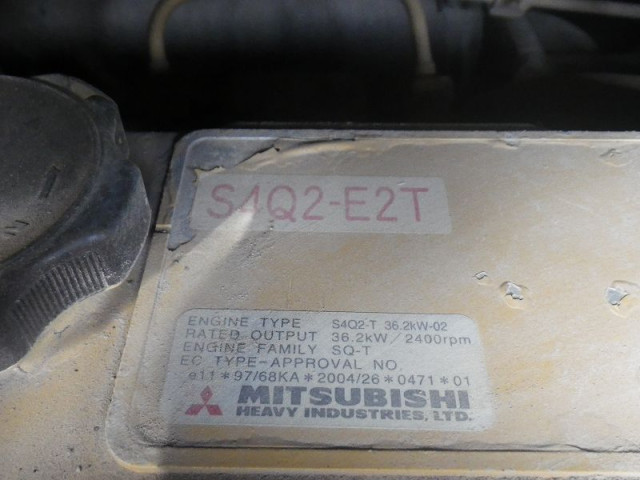 S4Q2-E2T
ENGINE TYPE S4Q2-T 36.2kW-02
RATED OUTPUT 36.2kW/2400rpm
ENGINE FAMILY SQ-T
EC TYPE-APPROVAL NO.
e11*97/68KA*2004/26*0471*01
MITSUBISHI
HEAVY INDUSTRIES, LTD.